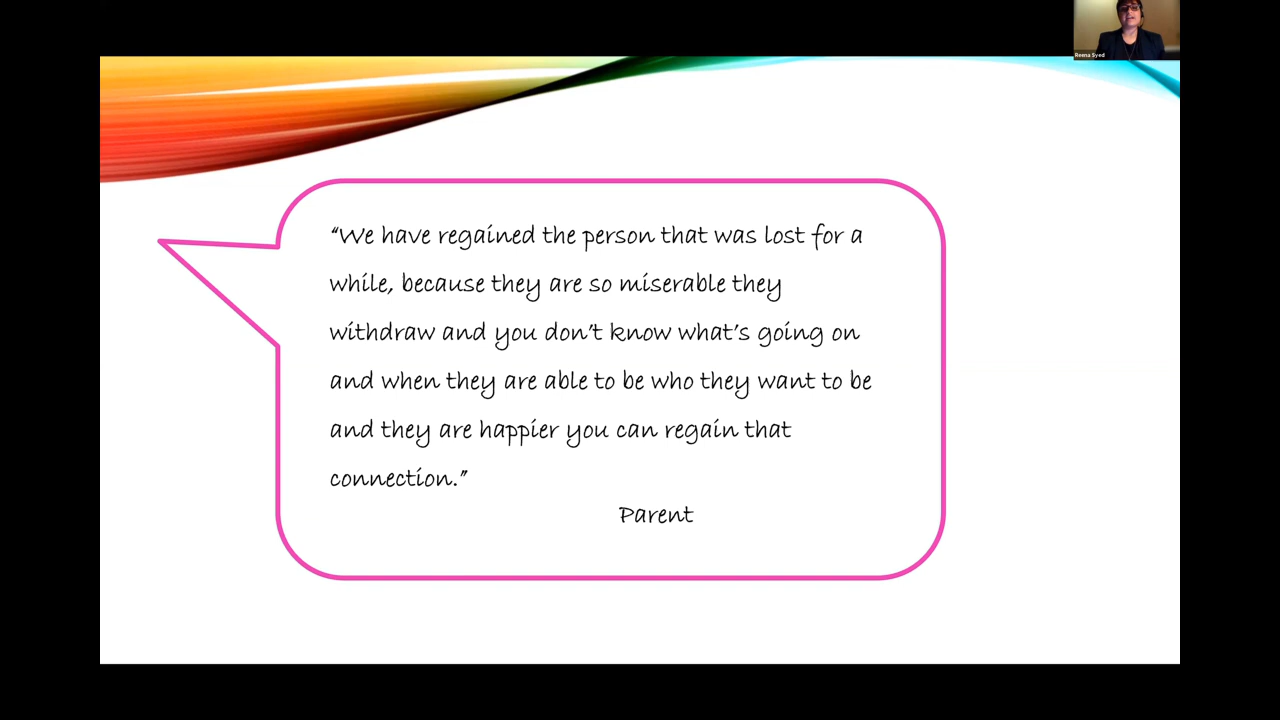 Reena Syed
“We have regained the person that was lost for a
while, because they are so miserable they
withdraw and you don’t know what’s going on
and when they are able to be who they want to be
and they are happier you can regain that
connection.”
Parent